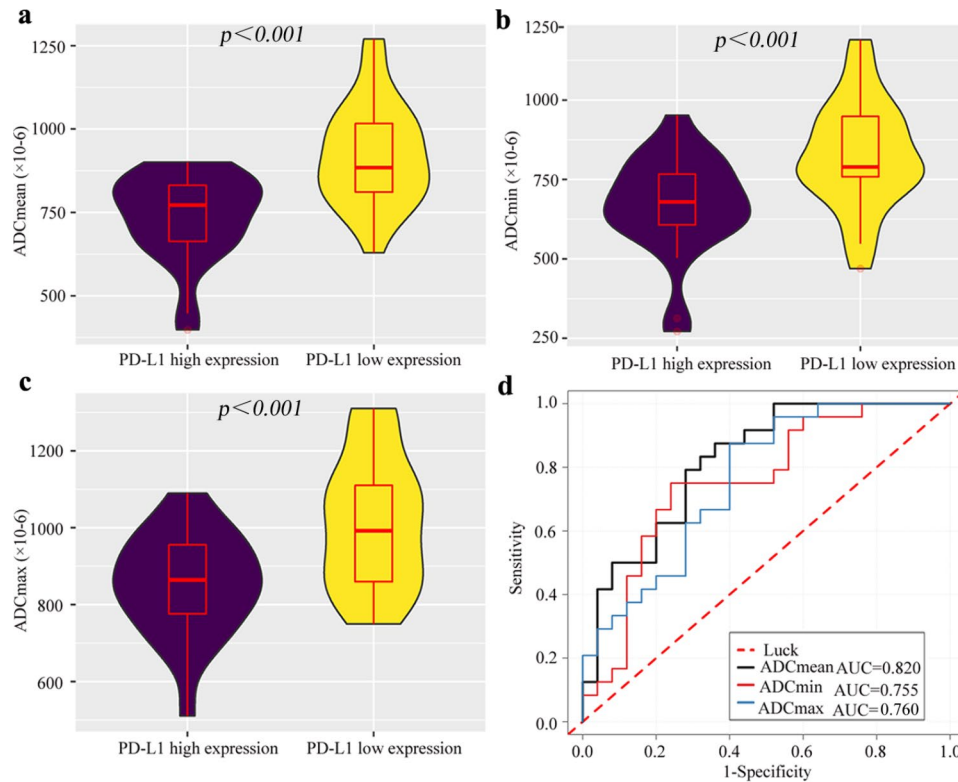 a
p<0.001
1250
1000
750
500
ADCmean (×10-6)
PD-L1 high expression PD-L1 low expression
b
p<0.001
1250
1000
750
500
250
ADCmin (×10-6)
PD-L1 high expression PD-L1 low expression
c
p<0.001
1200
1000
800
600
ADCmax (×10-6)
PD-L1 high expression PD-L1 low expression
d
1.0
0.8
0.6
0.4
0.2
0.0
Sensitivity
Luck
ADCmean AUC=0.820
ADCmin AUC=0.755
ADCmax AUC=0.760
0.0 0.2 0.4 0.6 0.8 1.0
1-Specificity